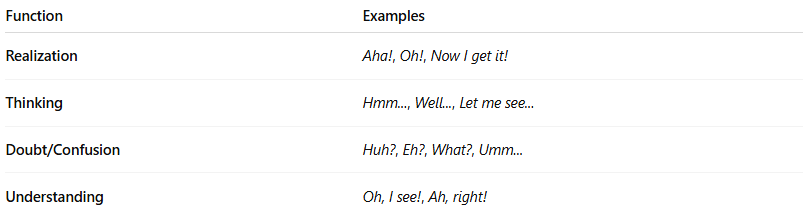 Function Examples
Realization Aha!, Oh!, Now I get it!
Thinking Hmm..., Well..., Let me see...
Doubt/Confusion Huh?, Eh?, What?, Umm...
Understanding Oh, I see!, Ah, right!